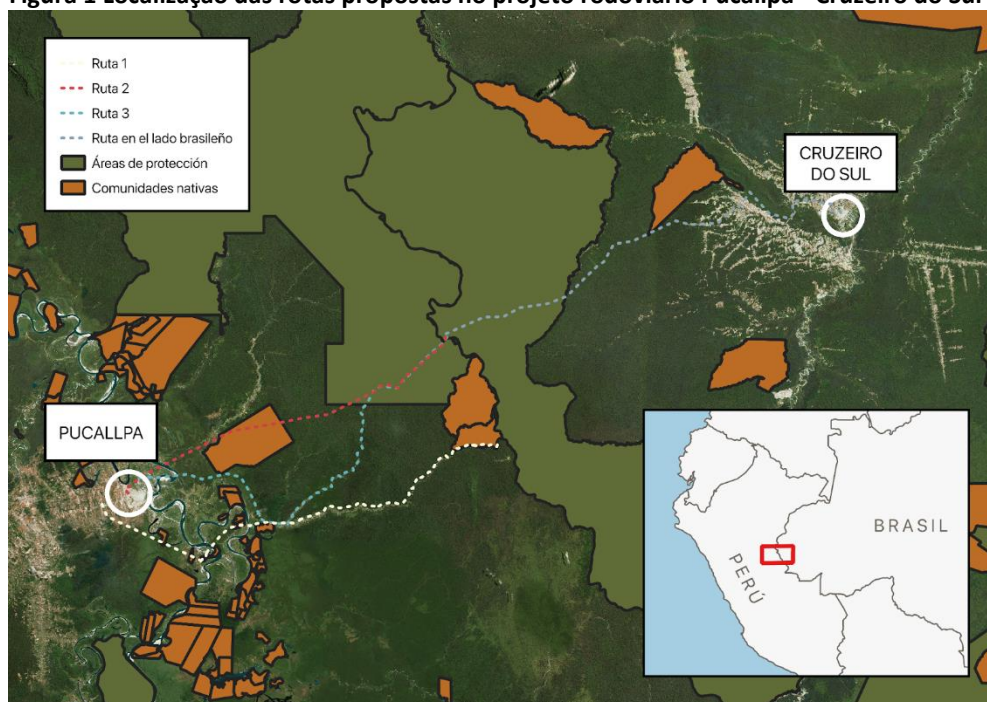 Figura 1 Localização das rotas propostas no projeto rodoviário Pucallpa - Cruzeiro do Sul
Ruta 1
Ruta 2
Ruta 3
Ruta en el lado brasileño
Áreas de protección
Comunidades nativas
CRUZEIRO
DO SUL
PUCALLPA
BRASIL
PERÚ